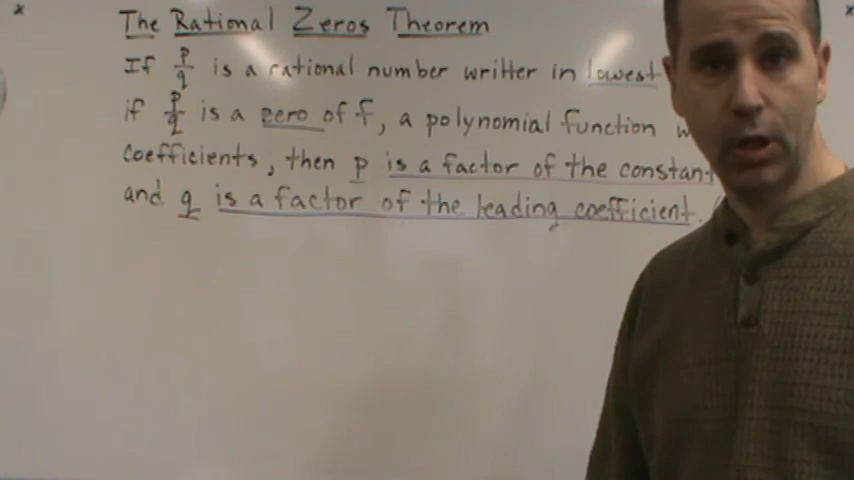 The Rational Zeros Theorem
If p/q is a rational number written in lowest
if p/q is a zero of f, a polynomial function
coefficients, then p is a factor of the constant
and q is a factor of the leading coefficient.